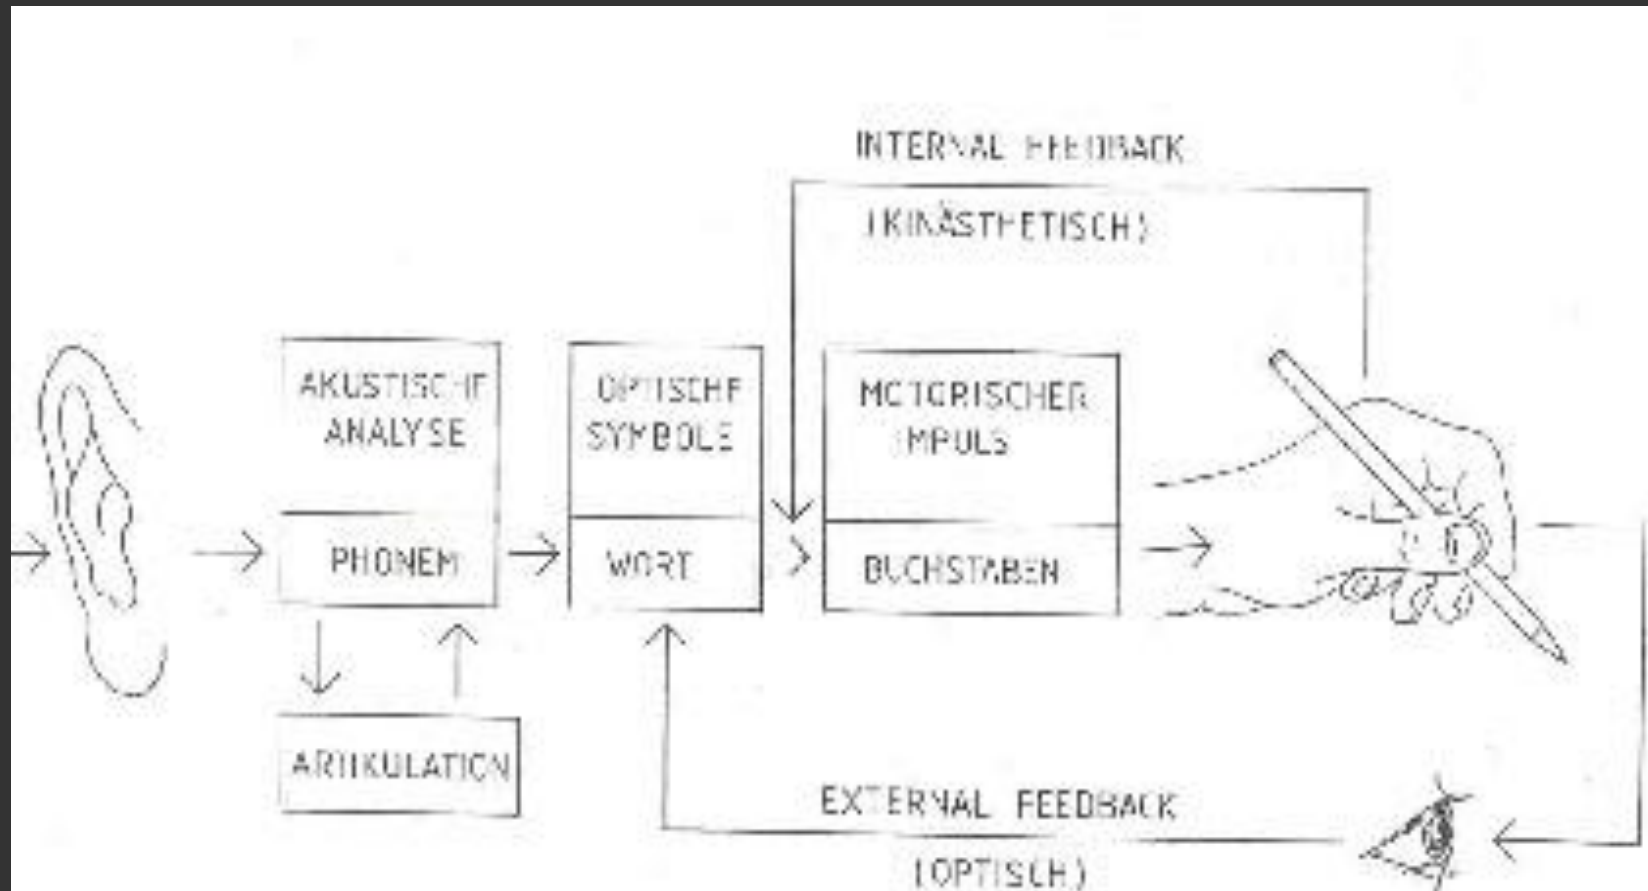 INTERNAL FEEDBACK
(KINÄSTHETISCH)
AKUSTISCHE
ANALYSE
PHONEM
OPTISCHE
SYMBOLE
WORT
MOTORISCHER
IMPULS
BUCHSTABEN
ARTIKULATION
EXTERNAL FEEDBACK
(OPTISCH)